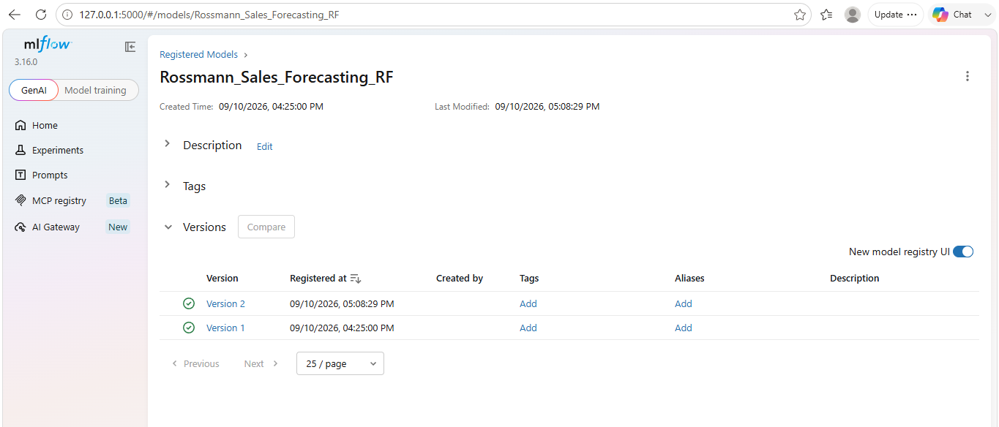 127.0.0.1:5000/#/models/Rossmann_Sales_Forecasting_RF
Update
Chat
mlflow
3.16.0
GenAI Model training
Home
Experiments
Prompts
MCP registry Beta
AI Gateway New
Registered Models
Rossmann_Sales_Forecasting_RF
Created Time: 09/10/2026, 04:25:00 PM Last Modified: 09/10/2026, 05:08:29 PM
Description Edit
Tags
Versions Compare
New model registry UI
Version Registered at Created by Tags Aliases Description
Version 2 09/10/2026, 05:08:29 PM Add Add
Version 1 09/10/2026, 04:25:00 PM Add Add
Previous Next 25 / page